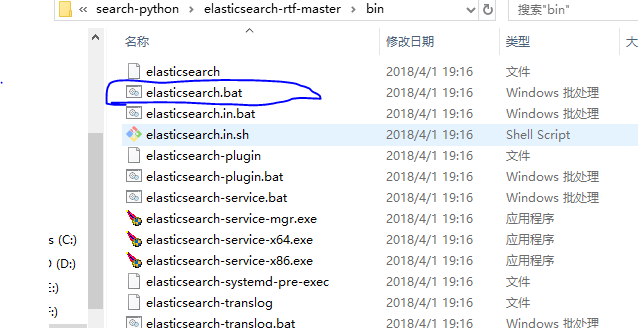 « search-python > elasticsearch-rtf-master > bin
搜索"bin"
名称 修改日期 类型
elasticsearch 2018/4/1 19:16 文件
elasticsearch.bat 2018/4/1 19:16 Windows 批处理
elasticsearch.in.bat 2018/4/1 19:16 Windows 批处理
elasticsearch.in.sh 2018/4/1 19:16 Shell Script
elasticsearch-plugin 2018/4/1 19:16 文件
elasticsearch-plugin.bat 2018/4/1 19:16 Windows 批处理
elasticsearch-service.bat 2018/4/1 19:16 Windows 批处理
elasticsearch-service-mgr.exe 2018/4/1 19:16 应用程序
s (C:) elasticsearch-service-x64.exe 2018/4/1 19:16 应用程序
(D:) elasticsearch-service-x86.exe 2018/4/1 19:16 应用程序
:) elasticsearch-systemd-pre-exec 2018/4/1 19:16 文件
:) elasticsearch-translog 2018/4/1 19:16 文件
elasticsearch-translog.bat 2018/4/1 19:16 Windows 批处理